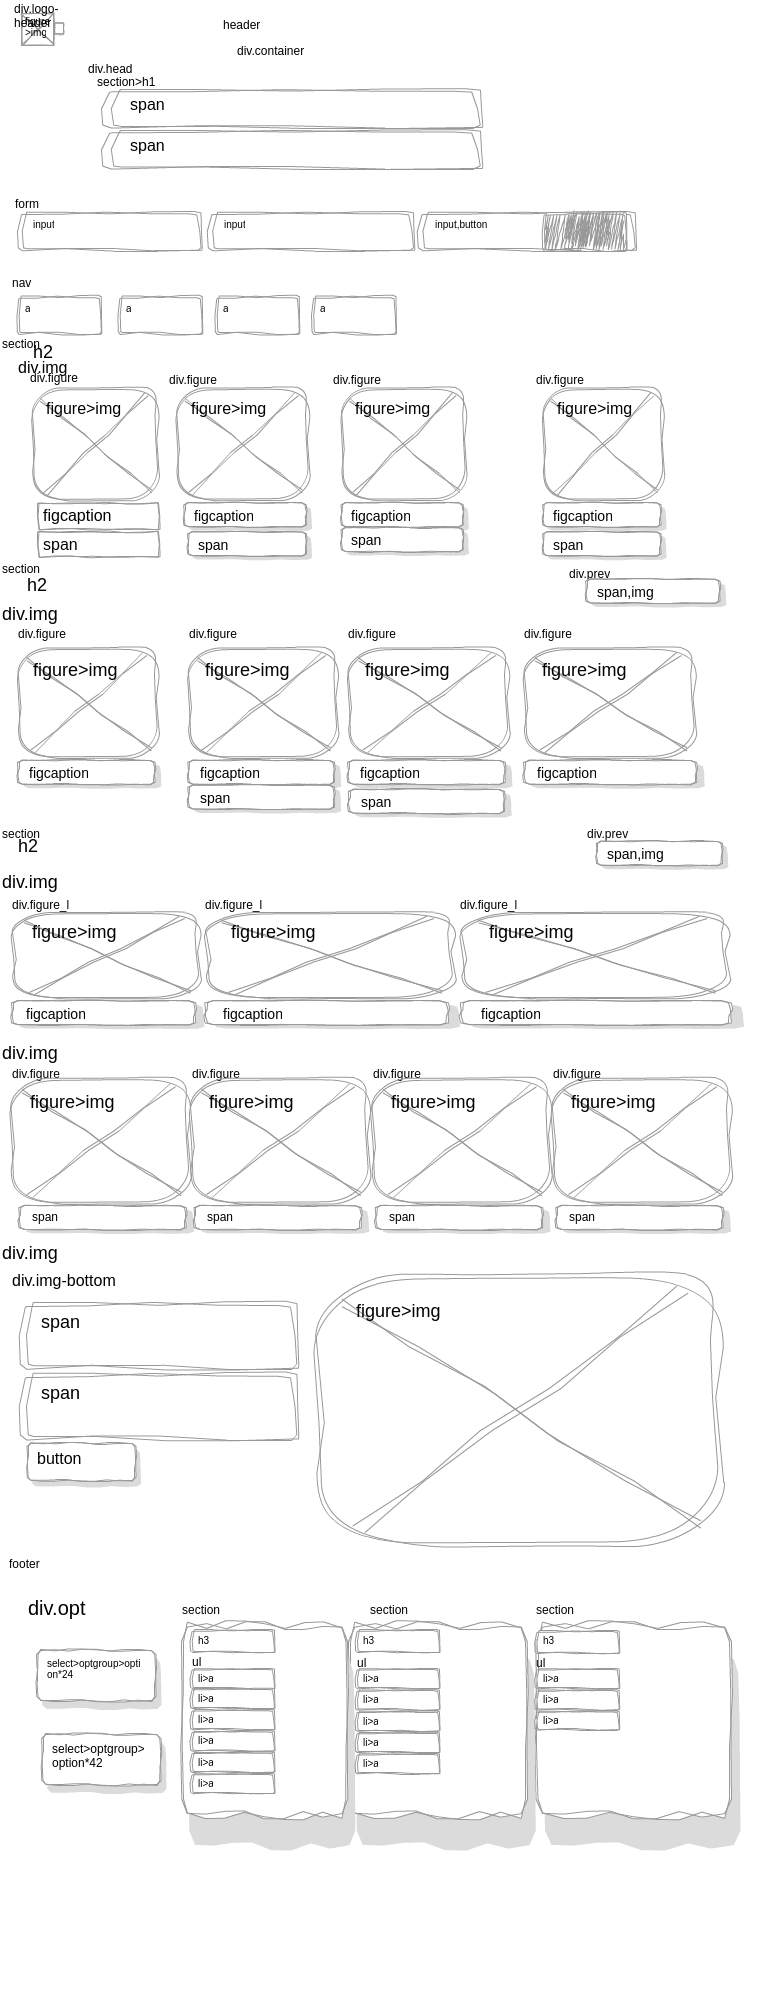 div.logo-
header
figure
>img
header
div.container
div.head
section>h1
span
span
form
input
input
input,button
nav
a
a
a
a
section
h2
div.img
div.figure
div.figure
div.figure
div.figure
figure>img
figure>img
figure>img
figure>img
figcaption
figcaption
figcaption
figcaption
span
span
span
span
section
h2
div.prev
span,img
div.img
div.figure
div.figure
div.figure
div.figure
figure>img
figure>img
figure>img
figure>img
figcaption
figcaption
figcaption
figcaption
span
span
section
h2
div.prev
span,img
div.img
div.figure_l
div.figure_l
div.figure_l
figure>img
figure>img
figure>img
figcaption
figcaption
figcaption
div.img
div.figure
div.figure
div.figure
div.figure
figure>img
figure>img
figure>img
figure>img
span
span
span
span
div.img
div.img-bottom
span
span
button
figure>img
footer
div.opt
select>optgroup>opti
on*24
select>optgroup>
option*42
section
h3
ul
li>a
li>a
li>a
li>a
li>a
li>a
section
h3
ul
li>a
li>a
li>a
li>a
li>a
section
h3
ul
li>a
li>a
li>a